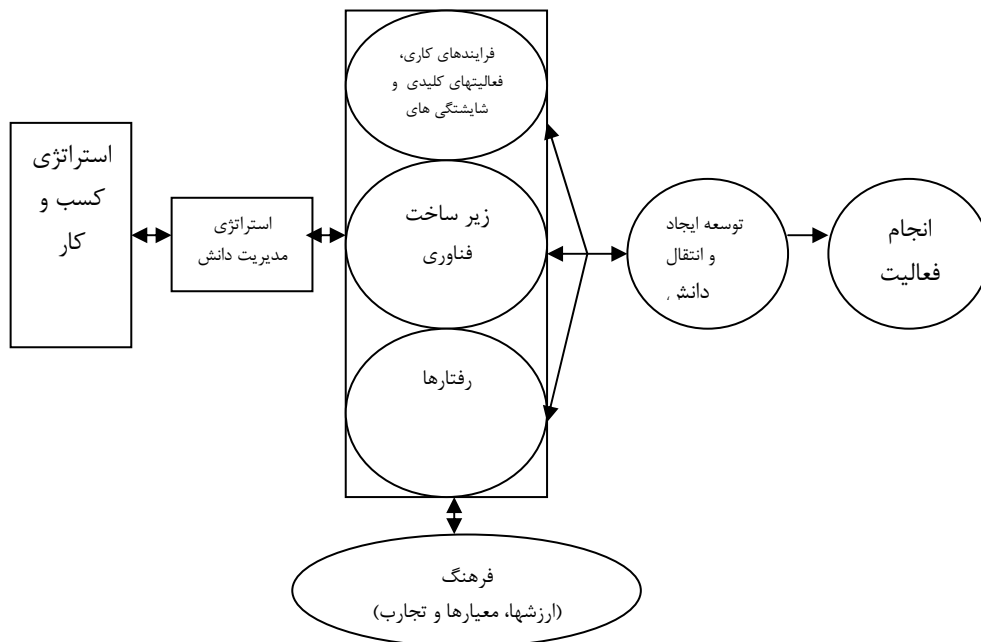 فرایندهای کاری،
فعالیتهای کلیدی و
شایشتگی های
استراتژی
کسب و
کار
استراتژی
مدیریت دانش
زیر ساخت
فناوری
رفتارها
توسعه ایجاد
و انتقال
دانش
انجام
فعالیت
فرهنگ
(ارزشها، معیارها و تجارب)